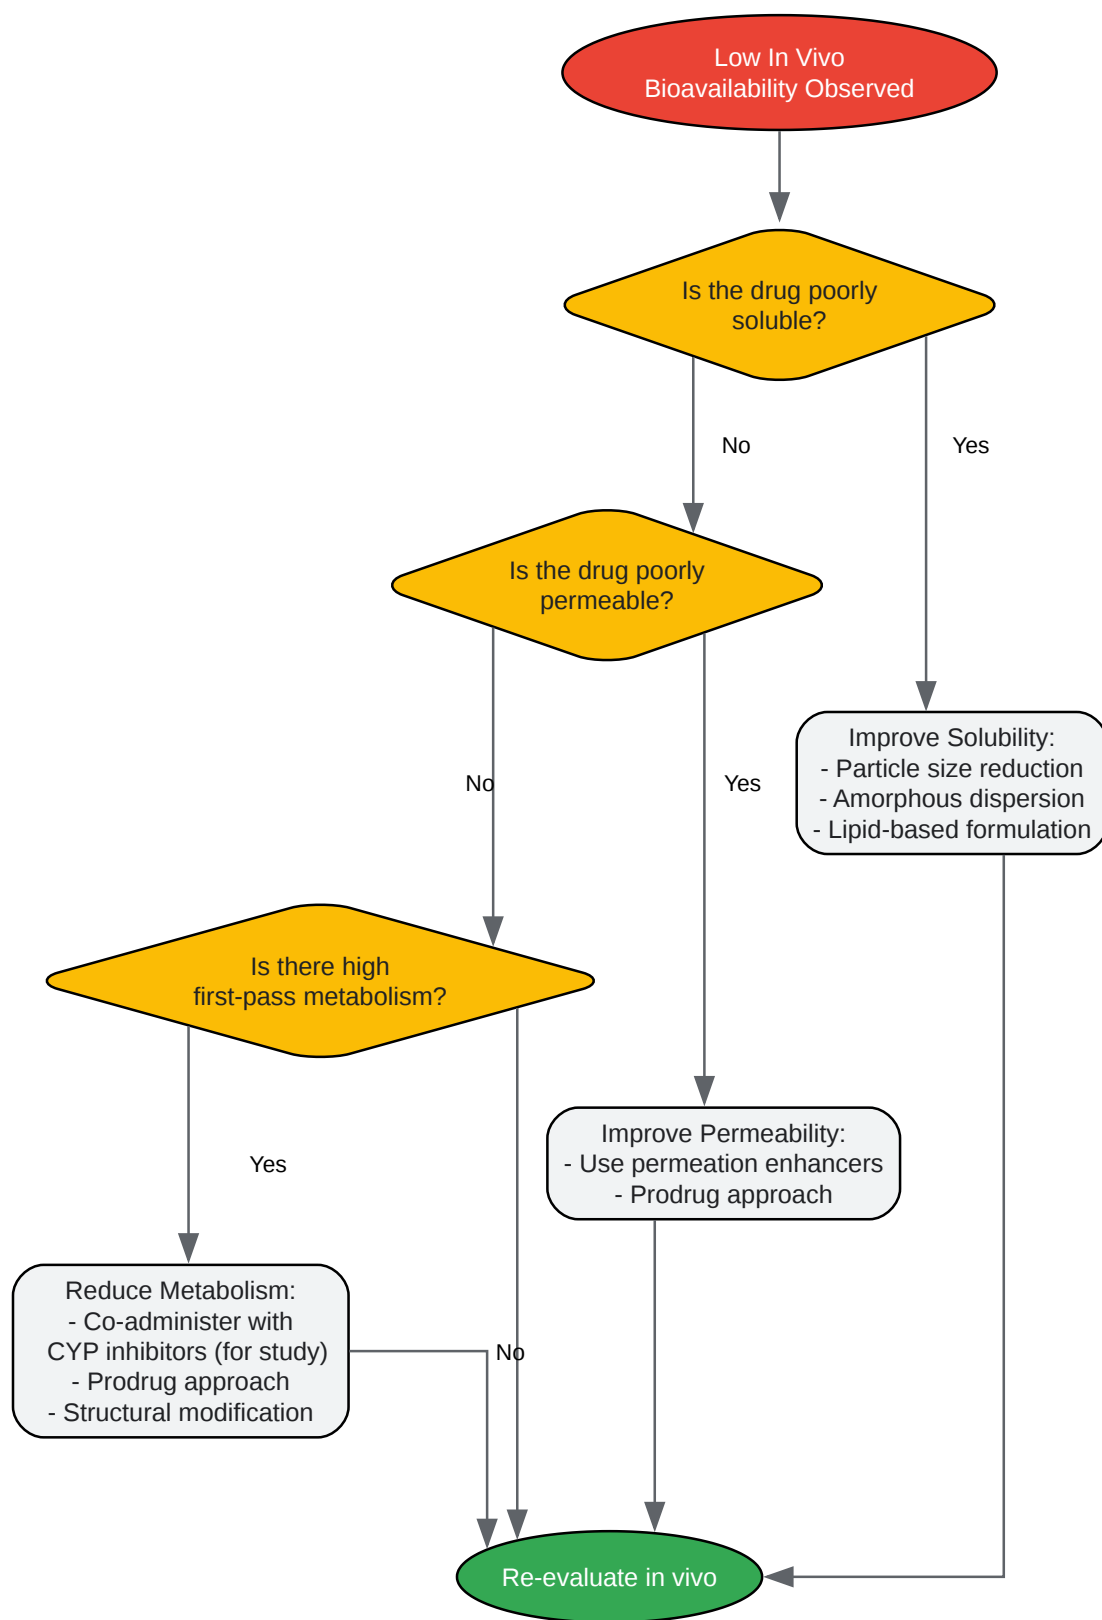 Low In Vivo
Bioavailability Observed
Is the drug poorly
soluble?
No
Yes
Is the drug poorly
permeable?
Improve Solubility:
- Particle size reduction
- Amorphous dispersion
- Lipid-based formulation
No
Yes
Is there high
first-pass metabolism?
Improve Permeability:
- Use permeation enhancers
- Prodrug approach
Yes
Reduce Metabolism:
- Co-administer with
CYP inhibitors (for study)
- Prodrug approach
- Structural modification
No
Re-evaluate in vivo